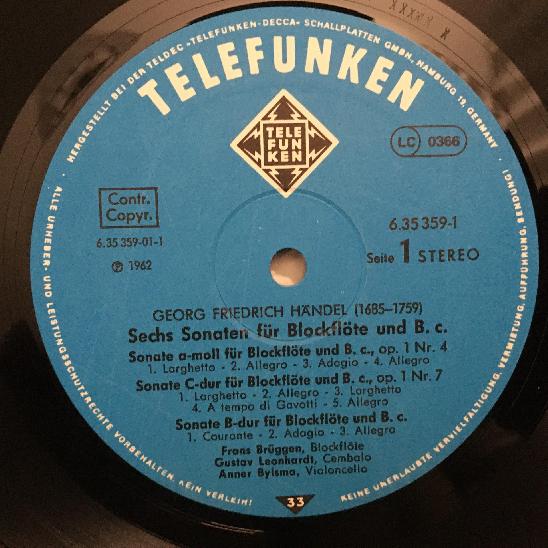 HERGESTELLT BEI DER TELDEC »TELEFUNKEN-DECCA« SCHALLPLATTEN GMBH, HAMBURG 19, GERMANY
TELEFUNKEN
TELE
FUN
KEN
LC 0366
Contr.
Copyr.
6.35 359-01-1
℗ 1962
6.35 359-1
Seite 1 STEREO
GEORG FRIEDRICH HÄNDEL (1685–1759)
Sechs Sonaten für Blockflöte und B. c.
Sonate a-moll für Blockflöte und B. c., op. 1 Nr. 4
1. Larghetto - 2. Allegro - 3. Adagio - 4. Allegro
Sonate C-dur für Blockflöte und B. c., op. 1 Nr. 7
1. Larghetto - 2. Allegro - 3. Larghetto
4. A tempo di Gavotti - 5. Allegro
Sonate B-dur für Blockflöte und B. c.
1. Courante - 2. Adagio - 3. Allegro
Frans Brüggen, Blockflöte
Gustav Leonhardt, Cembalo
Anner Bylsma, Violoncello
33
ALLE URHEBER- UND LEISTUNGSSCHUTZRECHTE VORBEHALTEN. KEIN VERLEIH! KEINE UNERLAUBTE VERVIELFÄLTIGUNG, VERMIETUNG, AUFFÜHRUNG, SENDUNG!